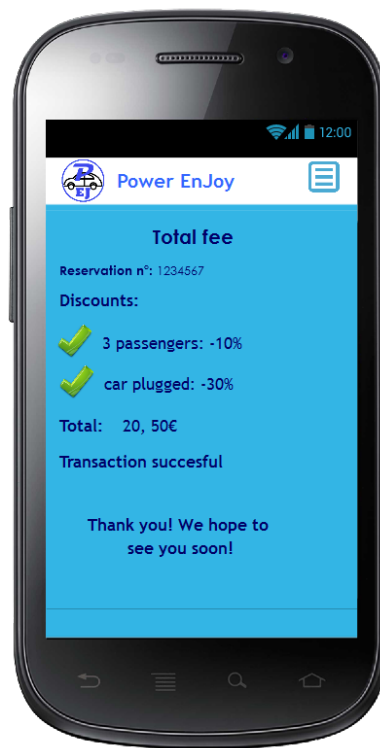 12:00
P
EJ
Power EnJoy
Total fee
Reservation n°: 1234567
Discounts:
3 passengers: -10%
car plugged: -30%
Total: 20, 50€
Transaction succesful
Thank you! We hope to
see you soon!